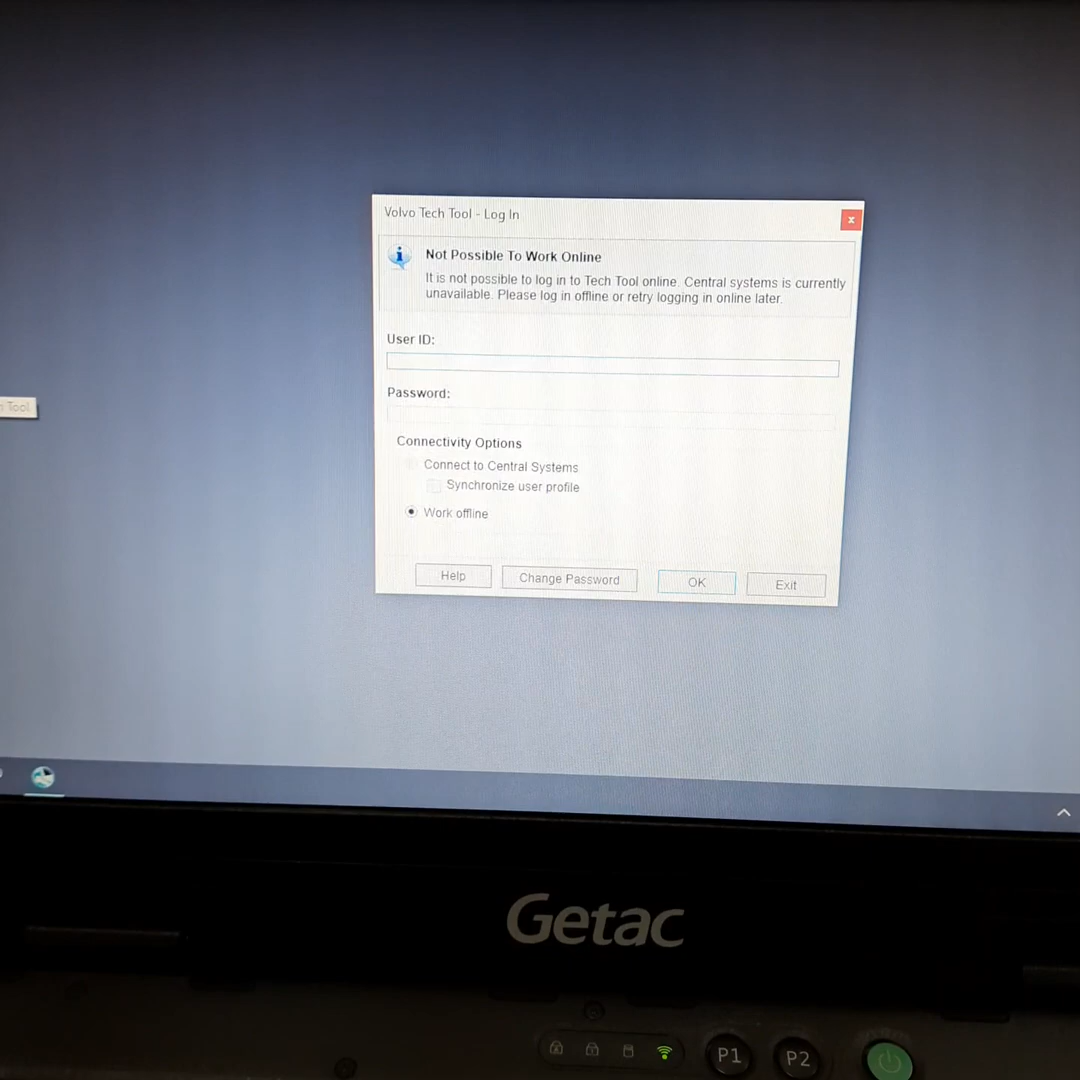 Volvo Tech Tool - Log In
x
Not Possible To Work Online
It is not possible to log in to Tech Tool online. Central systems is currently
unavailable. Please log in offline or retry logging in online later.
User ID:
Tool
Password:
Connectivity Options
Connect to Central Systems
Synchronize user profile
Work offline
Help
Change Password
OK
Exit
Getac
P1
P2